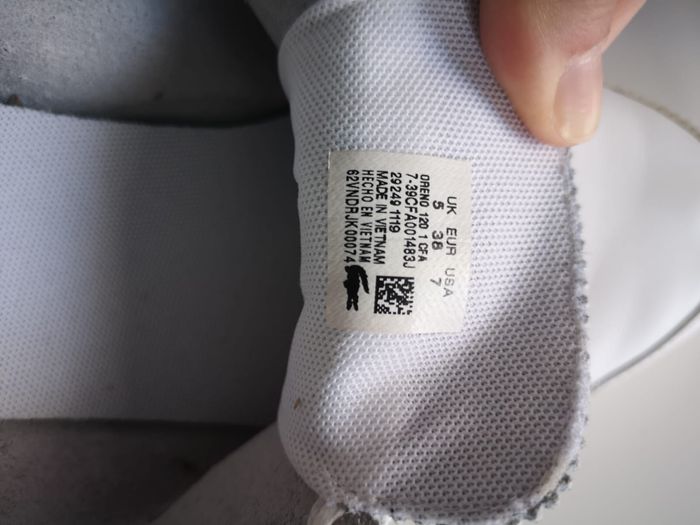 UK EUR USA
5 38 7
ORENO 120 1 CFA
7-39CFA001483J
29249 1119
MADE IN VIETNAM
HECHO EN VIETNAM
62VNDRJK00074